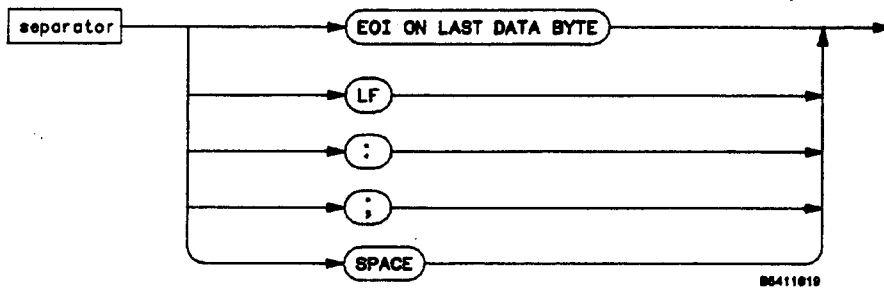 separator
EOI ON LAST DATA BYTE
LF
:
;
SPACE